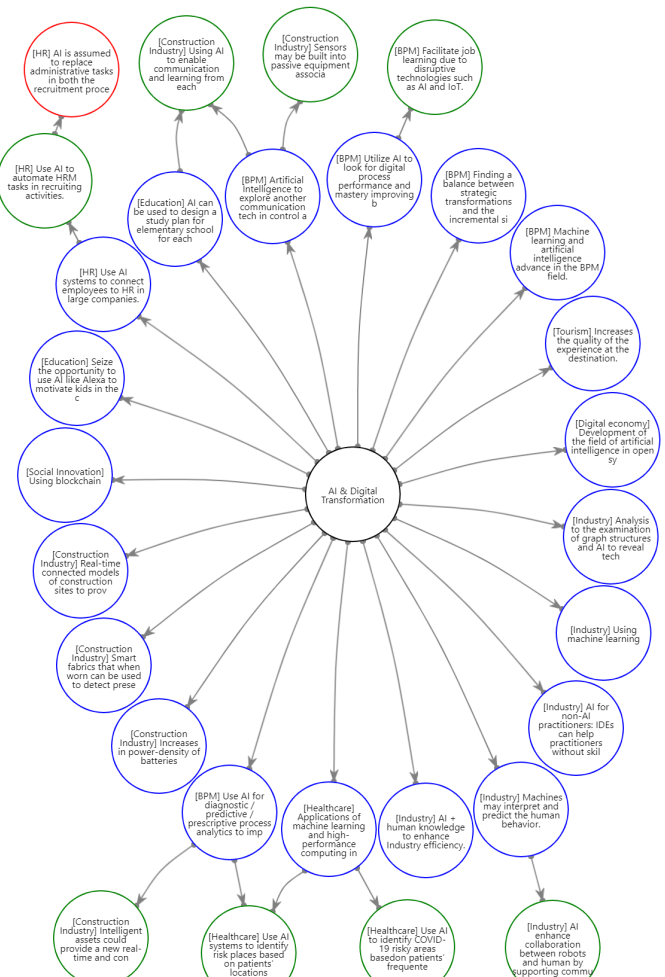 [HR] AI is assumed
to replace
administrative tasks
in both the
recruitment proce
[Construction
Industry] Using AI
to enable
communication
and learning from
each
[Construction
Industry] Sensors
may be built into
passive equipment
associa
[BPM] Facilitate job
learning due to
disruptive
technologies such
as AI and IoT.
[HR] Use AI to
automate HRM
tasks in recruiting
activities.
[Education] AI can
be used to design a
study plan for
elementary school
for each
[BPM] Artificial
Intelligence to
explore another
communication
tech in control a
[BPM] Utilize AI to
look for digital
process
performance and
mastery improving
b
[BPM] Finding a
balance between
strategic
transformations
and the
incremental si
[BPM] Machine
learning and
artificial
intelligence
advance in the BPM
field.
[HR] Use AI
systems to connect
employees to HR in
large companies.
[Tourism] Increases
the quality of the
experience at the
destination.
[Education] Seize
the opportunity to
use AI like Alexa to
motivate kids in the
c
[Digital economy]
Development of
the field of artificial
intelligence in open
sy
[Social Innovation]
Using blockchain
AI & Digital
Transformation
[Industry] Analysis
to the examination
of graph structures
and AI to reveal
tech
[Construction
Industry] Real-time
connected models
of construction
sites to prov
[Industry] Using
machine learning
[Construction
Industry] Smart
fabrics that when
worn can be used
to detect prese
[Industry] AI for
non-AI
practitioners: IDEs
can help
practitioners
without skil
[Construction
Industry] Increases
in power-density of
batteries
[BPM] Use AI for
diagnostic /
predictive /
prescriptive process
analytics to imp
[Healthcare]
Applications of
machine learning
and high-
performance
computing in
[Industry] AI +
human knowledge
to enhance
Industry efficiency.
[Industry] Machines
may interpret and
predict the human
behavior.
[Construction
Industry] Intelligent
assets could
provide a new real-
time and con
[Healthcare] Use AI
systems to identify
risk places based
on patients'
locations
[Healthcare] Use AI
to identify COVID-
19 risky areas
basedon patients'
frequente
[Industry] AI
enhance
collaboration
between robots
and human by
supporting commu